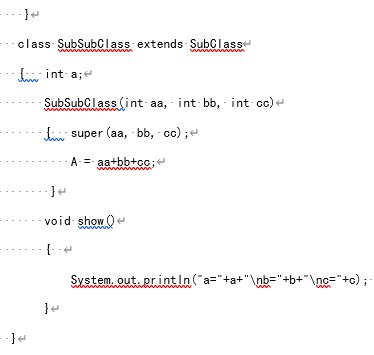 }
class SubSubClass extends SubClass
{   int a;
SubSubClass(int aa, int bb, int cc)
{   super(aa, bb, cc);
A = aa+bb+cc;
}
void show()
{
System.out.println("a="+a+"\nb="+b+"\nc="+c);
}
}